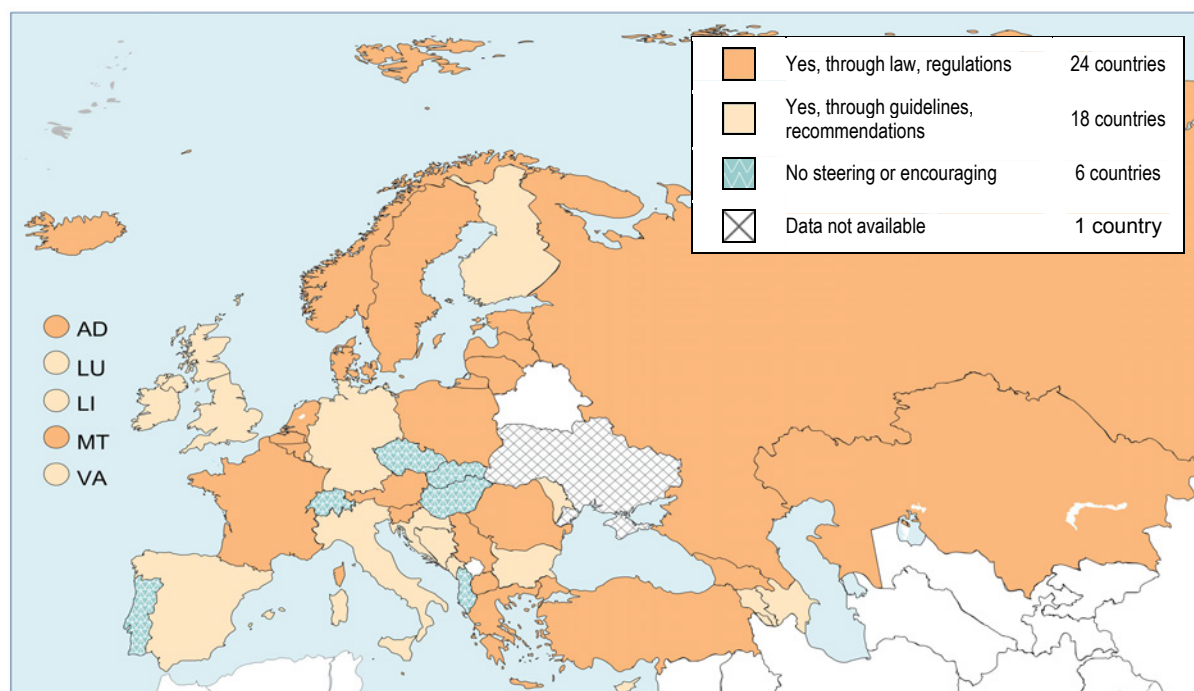 Yes, through law, regulations 24 countries
Yes, through guidelines,
recommendations 18 countries
No steering or encouraging 6 countries
Data not available 1 country
AD
LU
LI
MT
VA